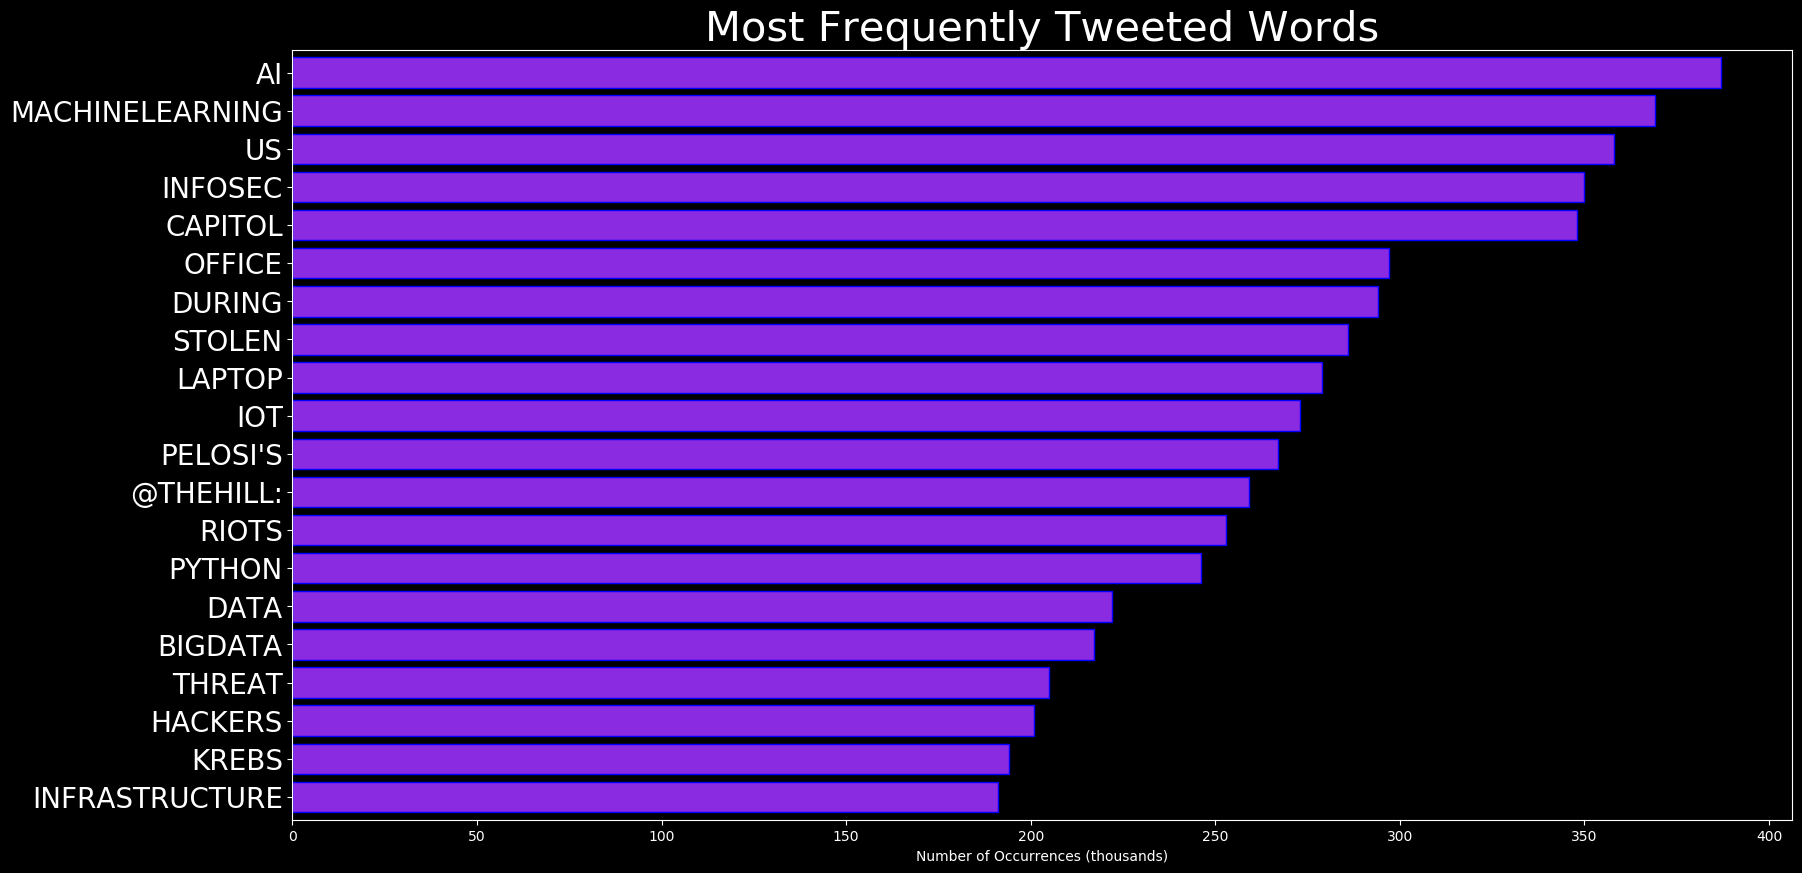 Most Frequently Tweeted Words
AI
MACHINELEARNING
US
INFOSEC
CAPITOL
OFFICE
DURING
STOLEN
LAPTOP
IOT
PELOSI'S
@THEHILL:
RIOTS
PYTHON
DATA
BIGDATA
THREAT
HACKERS
KREBS
INFRASTRUCTURE
0 50 100 150 200 250 300 350 400
Number of Occurrences (thousands)